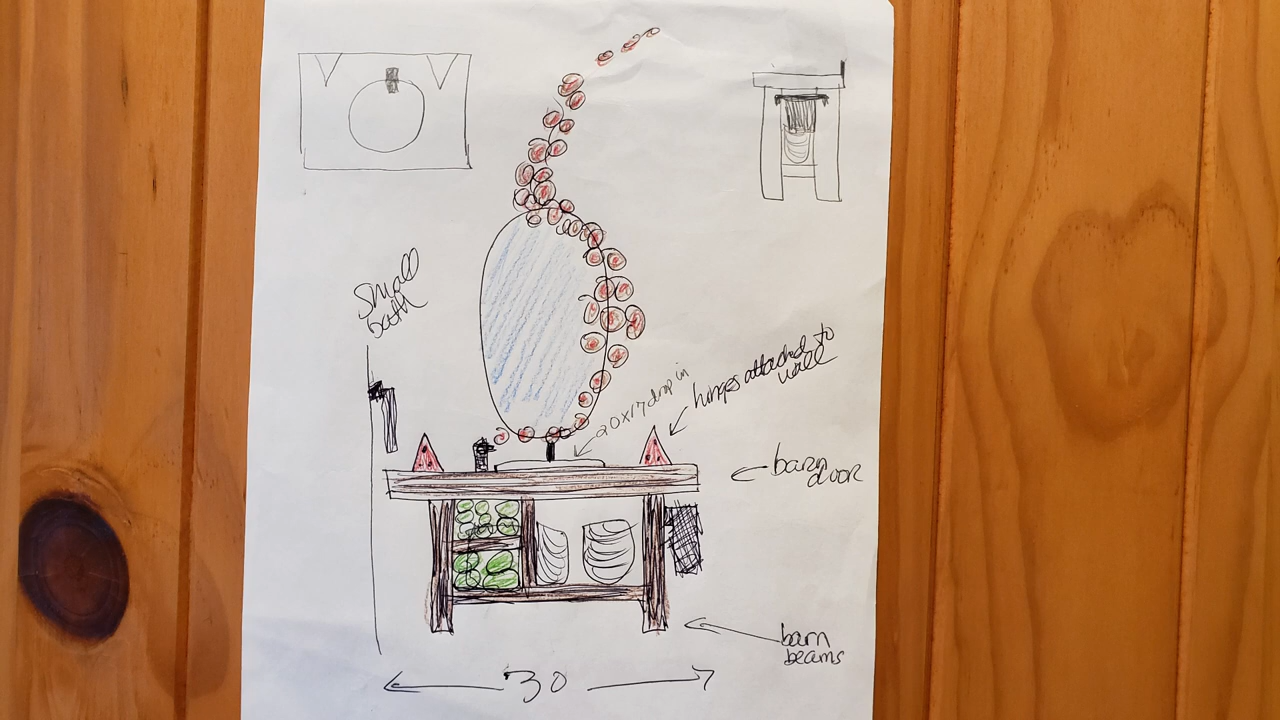 small
bath
20x17 drop in
hinges attached to
wall
barn
door
barn
beams
30